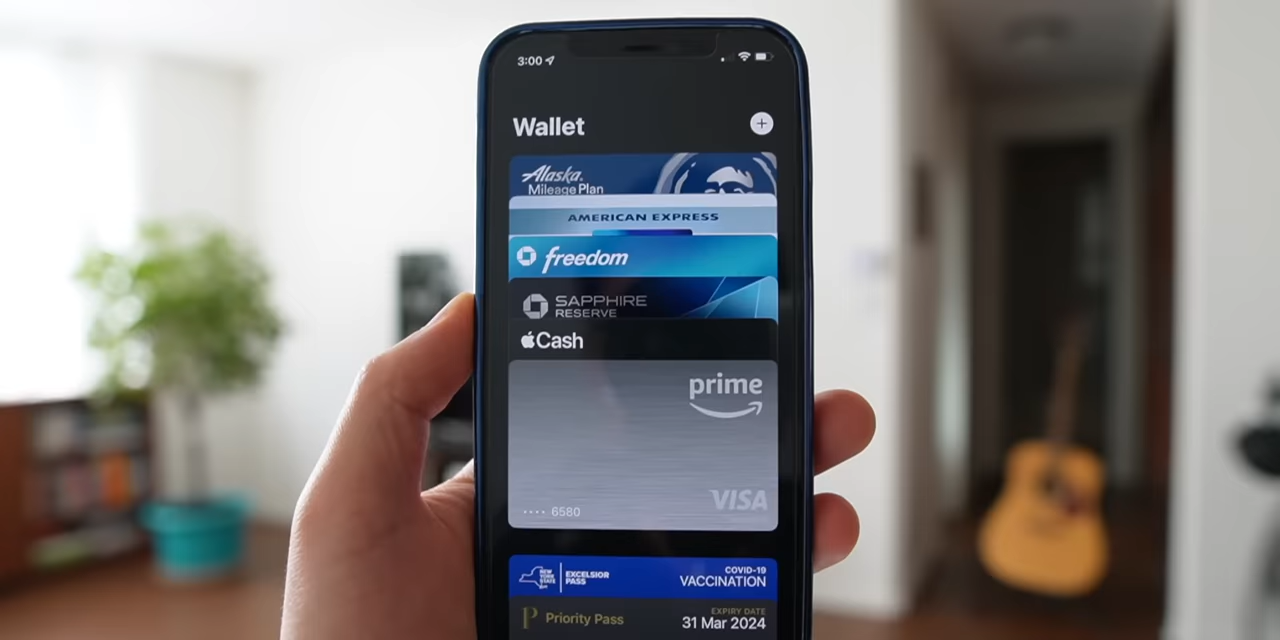 3:00
Wallet
Alaska.
Mileage Plan
AMERICAN EXPRESS
freedom
SAPPHIRE
RESERVE
Cash
prime
VISA
•••• 6580
NEW
YORK
STATE
EXCELSIOR
PASS
COVID-19
VACCINATION
P Priority Pass
EXPIRY DATE
31 Mar 2024